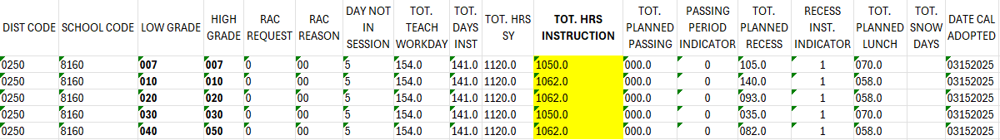 DIST CODE SCHOOL CODE LOW GRADE HIGH GRADE RAC REQUEST RAC REASON DAY NOT IN SESSION TOT. TEACH WORKDAY TOT. DAYS INST TOT. HRS SY TOT. HRS INSTRUCTION TOT. PLANNED PASSING PASSING PERIOD INDICATOR TOT. PLANNED RECESS RECESS INST. INDICATOR TOT. PLANNED LUNCH TOT. SNOW DAYS DATE CAL ADOPTED
0250 8160 007 007 0 00 5 154.0 141.0 1120.0 1050.0 000.0 0 105.0 1 070.0 03152025
0250 8160 010 010 0 00 5 154.0 141.0 1120.0 1062.0 000.0 0 140.0 1 058.0 03152025
0250 8160 020 020 0 00 5 154.0 141.0 1120.0 1062.0 000.0 0 093.0 1 058.0 03152025
0250 8160 030 030 0 00 5 154.0 141.0 1120.0 1050.0 000.0 0 035.0 1 070.0 03152025
0250 8160 040 050 0 00 5 154.0 141.0 1120.0 1062.0 000.0 0 082.0 1 058.0 03152025